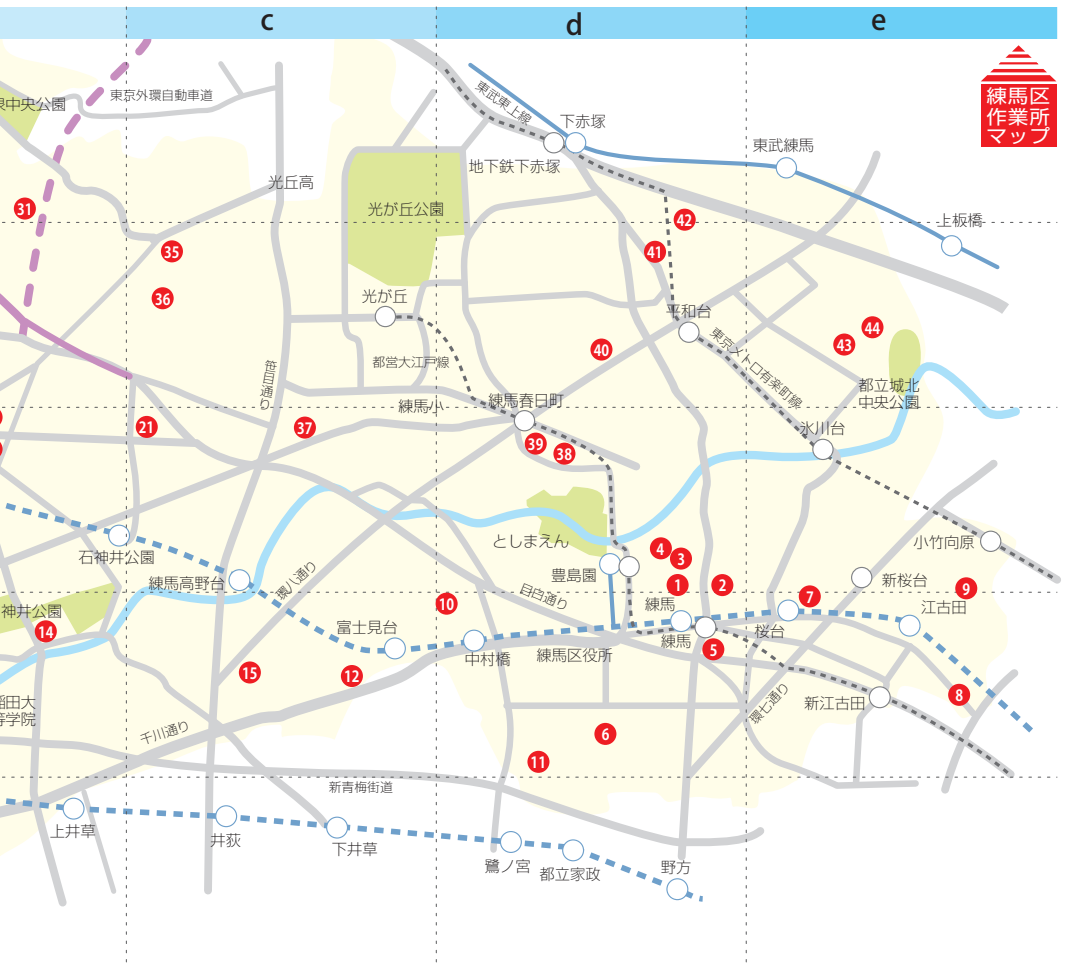 c
d
e
練馬区
作業所
マップ
東京外環自動車道
中央公園
東武東上線
下赤塚
地下鉄下赤塚
東武練馬
光丘高
31
光が丘公園
42
上板橋
35
41
36
光が丘
平和台
44
43
都営大江戸線
40
東京メトロ有楽町線
笹目通り
都立城北
中央公園
練馬小
練馬春日町
21
37
39
38
氷川台
石神井公園
としまえん
小竹向原
練馬高野台
環八通り
豊島園
4
3
1
2
新桜台
9
目白通り
神井公園
14
10
7
江古田
練馬
富士見台
中村橋
練馬区役所
練馬
桜台
5
15
12
環七通り
新江古田
8
稲田大
等学院
千川通り
6
11
新青梅街道
上井草
井荻
下井草
鷺ノ宮
都立家政
野方